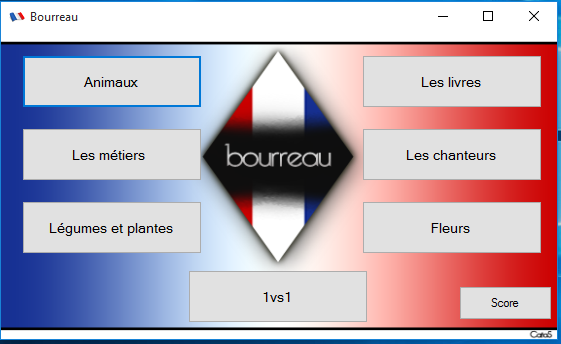 Bourreau
Animaux
Les livres
bourreau
Les métiers
Les chanteurs
Légumes et plantes
Fleurs
1vs1
Score